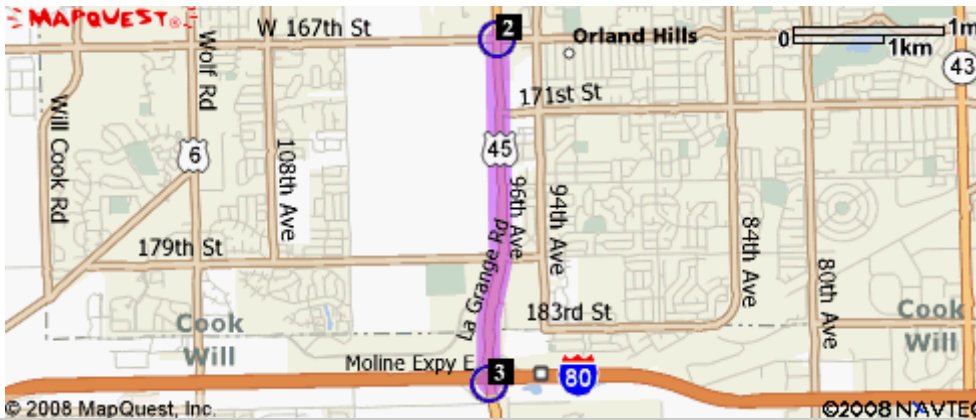 MAPQUEST®
W 167th St
2
Orland Hills
0
1m
1km
43
Wolf Rd
Will Cook Rd
171st St
6
108th Ave
45
96th Ave
94th Ave
84th Ave
80th Ave
179th St
La Grange Rd
183rd St
Cook
Will
Cook
Will
Moline Expy E
3
80
© 2008 MapQuest, Inc.
©2008 NAVTE